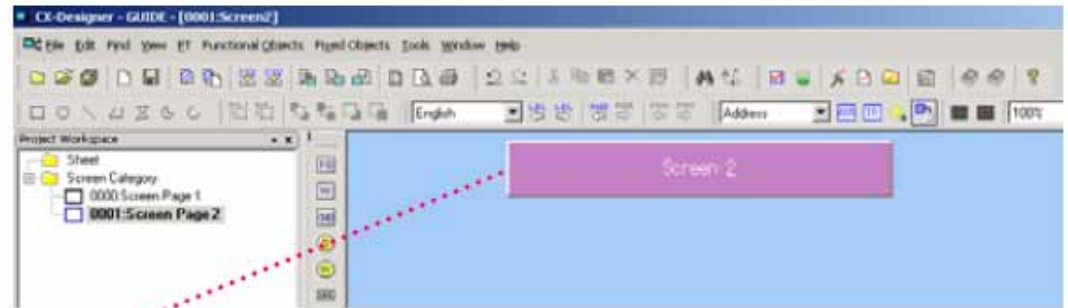 CX-Designer - GUIDE - [0001:Screen2]
File Edit Find View PT Functional Objects Fixed Objects Tools Window Help
English Address 100%
Project Workspace
Sheet
Screen Category
0000:Screen Page 1
0001:Screen Page 2
Screen 2